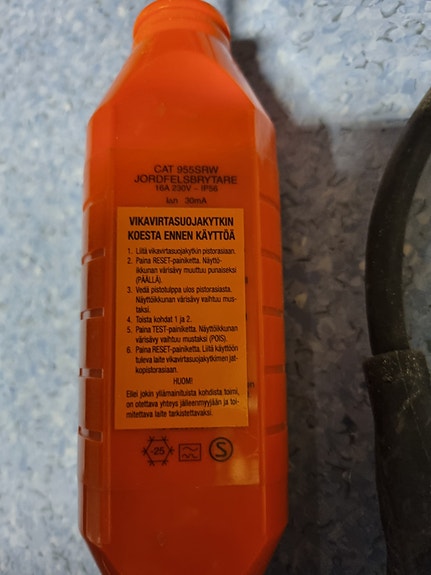 CAT 955SRW
JORDFELSBRYTARE
16A 230V ~ IP56
Ian 30mA
VIKAVIRTASUOJAKYTKIN
KOESTA ENNEN KÄYTTÖÄ
1. Liitä vikavirtasuojakytkin pistorasiaan.
2. Paina RESET-painiketta. Näyttö-
ikkunan värisävy muuttuu punaiseksi
(PÄÄLLÄ).
3. Vedä pistotulppa ulos pistorasiasta.
Näyttöikkunan värisävy vaihtuu mus-
taksi.
4. Toista kohdat 1 ja 2.
5. Paina TEST-painiketta. Näyttöikkunan
värisävy vaihtuu mustaksi (POIS).
6. Paina RESET-painiketta. Liitä käyttöön
tuleva laite vikavirtasuojakytkimen jat-
kopistorasiaan.
HUOM!
Ellei jokin yllämainituista kohdista toimi,
on otettava yhteys jälleenmyyjään ja toi-
mitettava laite tarkistettavaksi.
-25
S